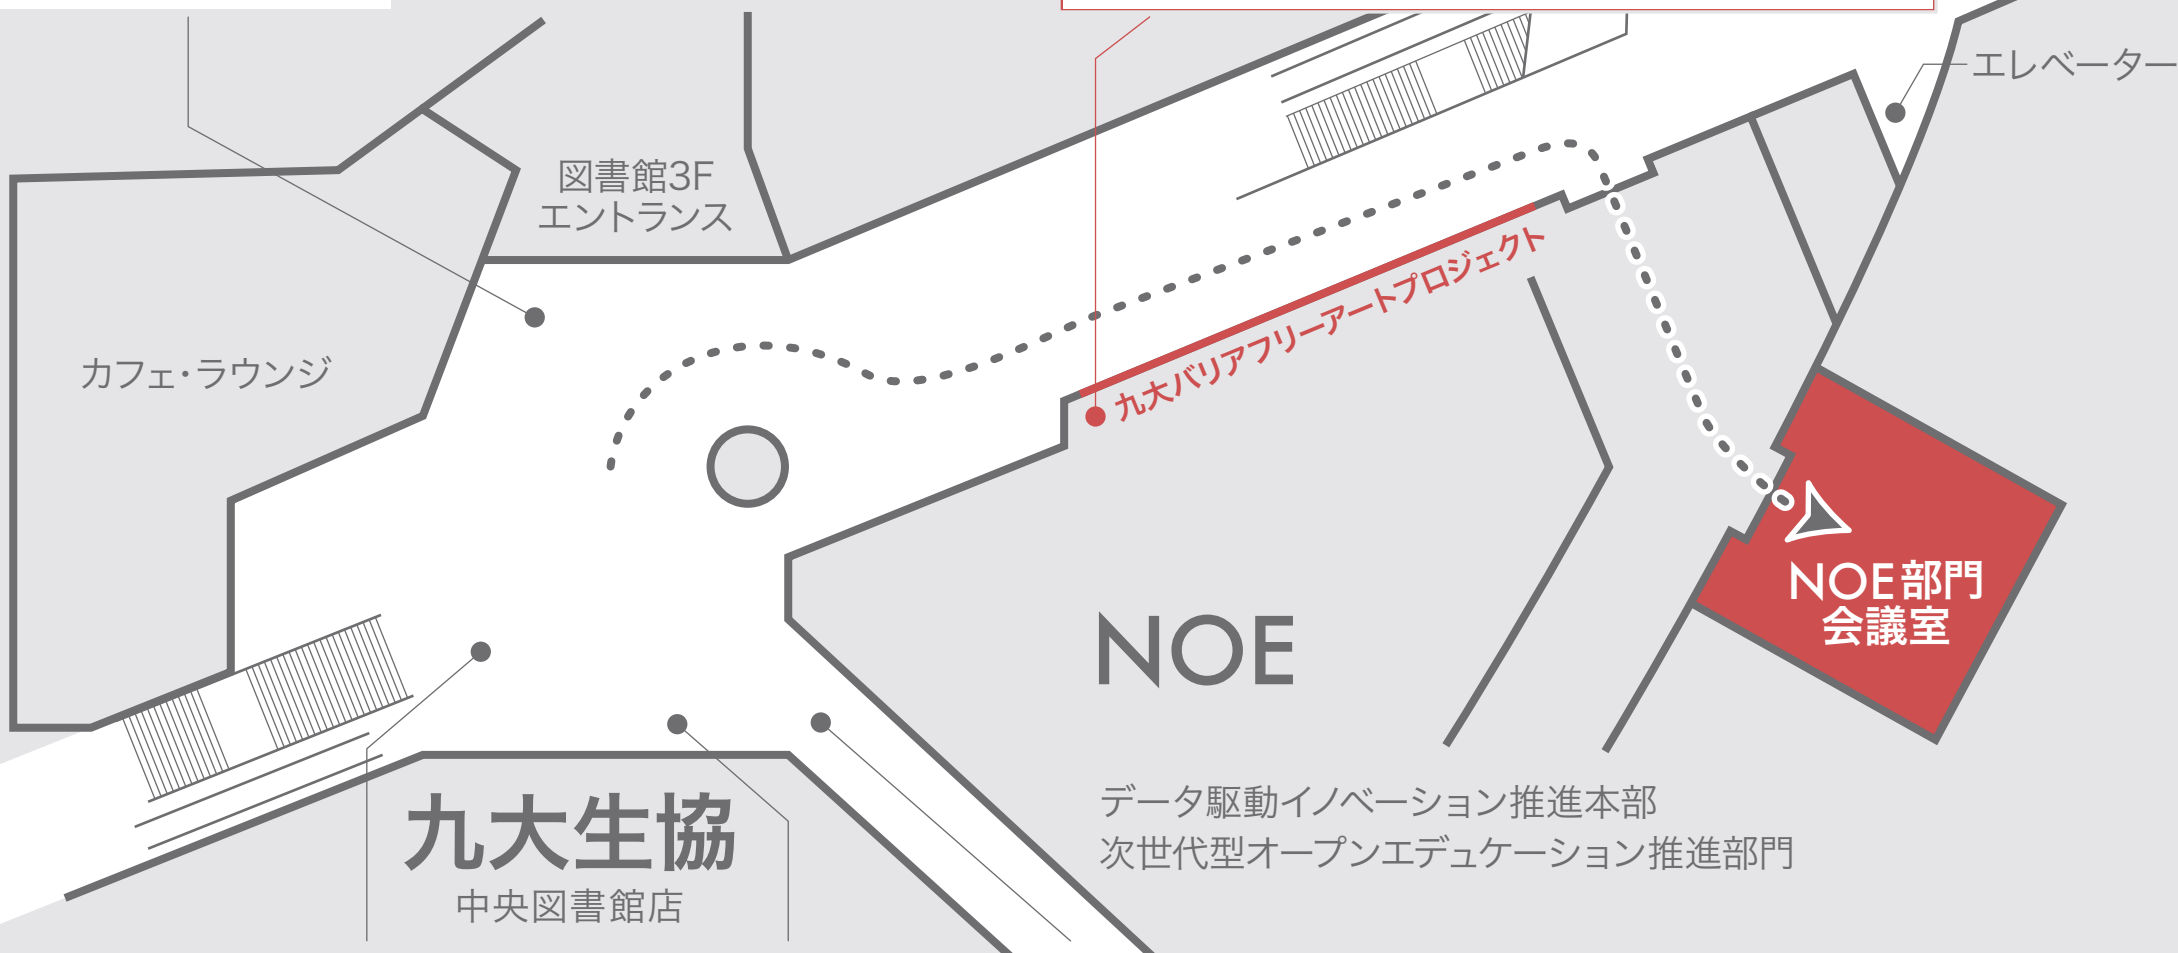 エレベーター
図書館3F
エントランス
九大バリアフリーアートプロジェクト
カフェ・ラウンジ
NOE部門
会議室
NOE
データ駆動イノベーション推進本部
次世代型オープンエデュケーション推進部門
九大生協
中央図書館店